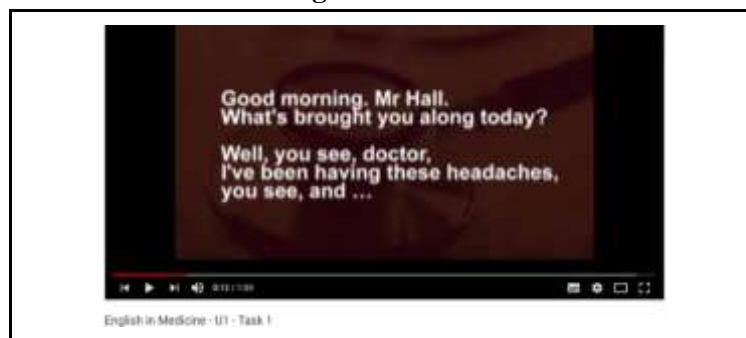 Good morning. Mr Hall.
What's brought you along today?
Well, you see, doctor,
I've been having these headaches,
you see, and ...
English in Medicine - U1 - Task 1